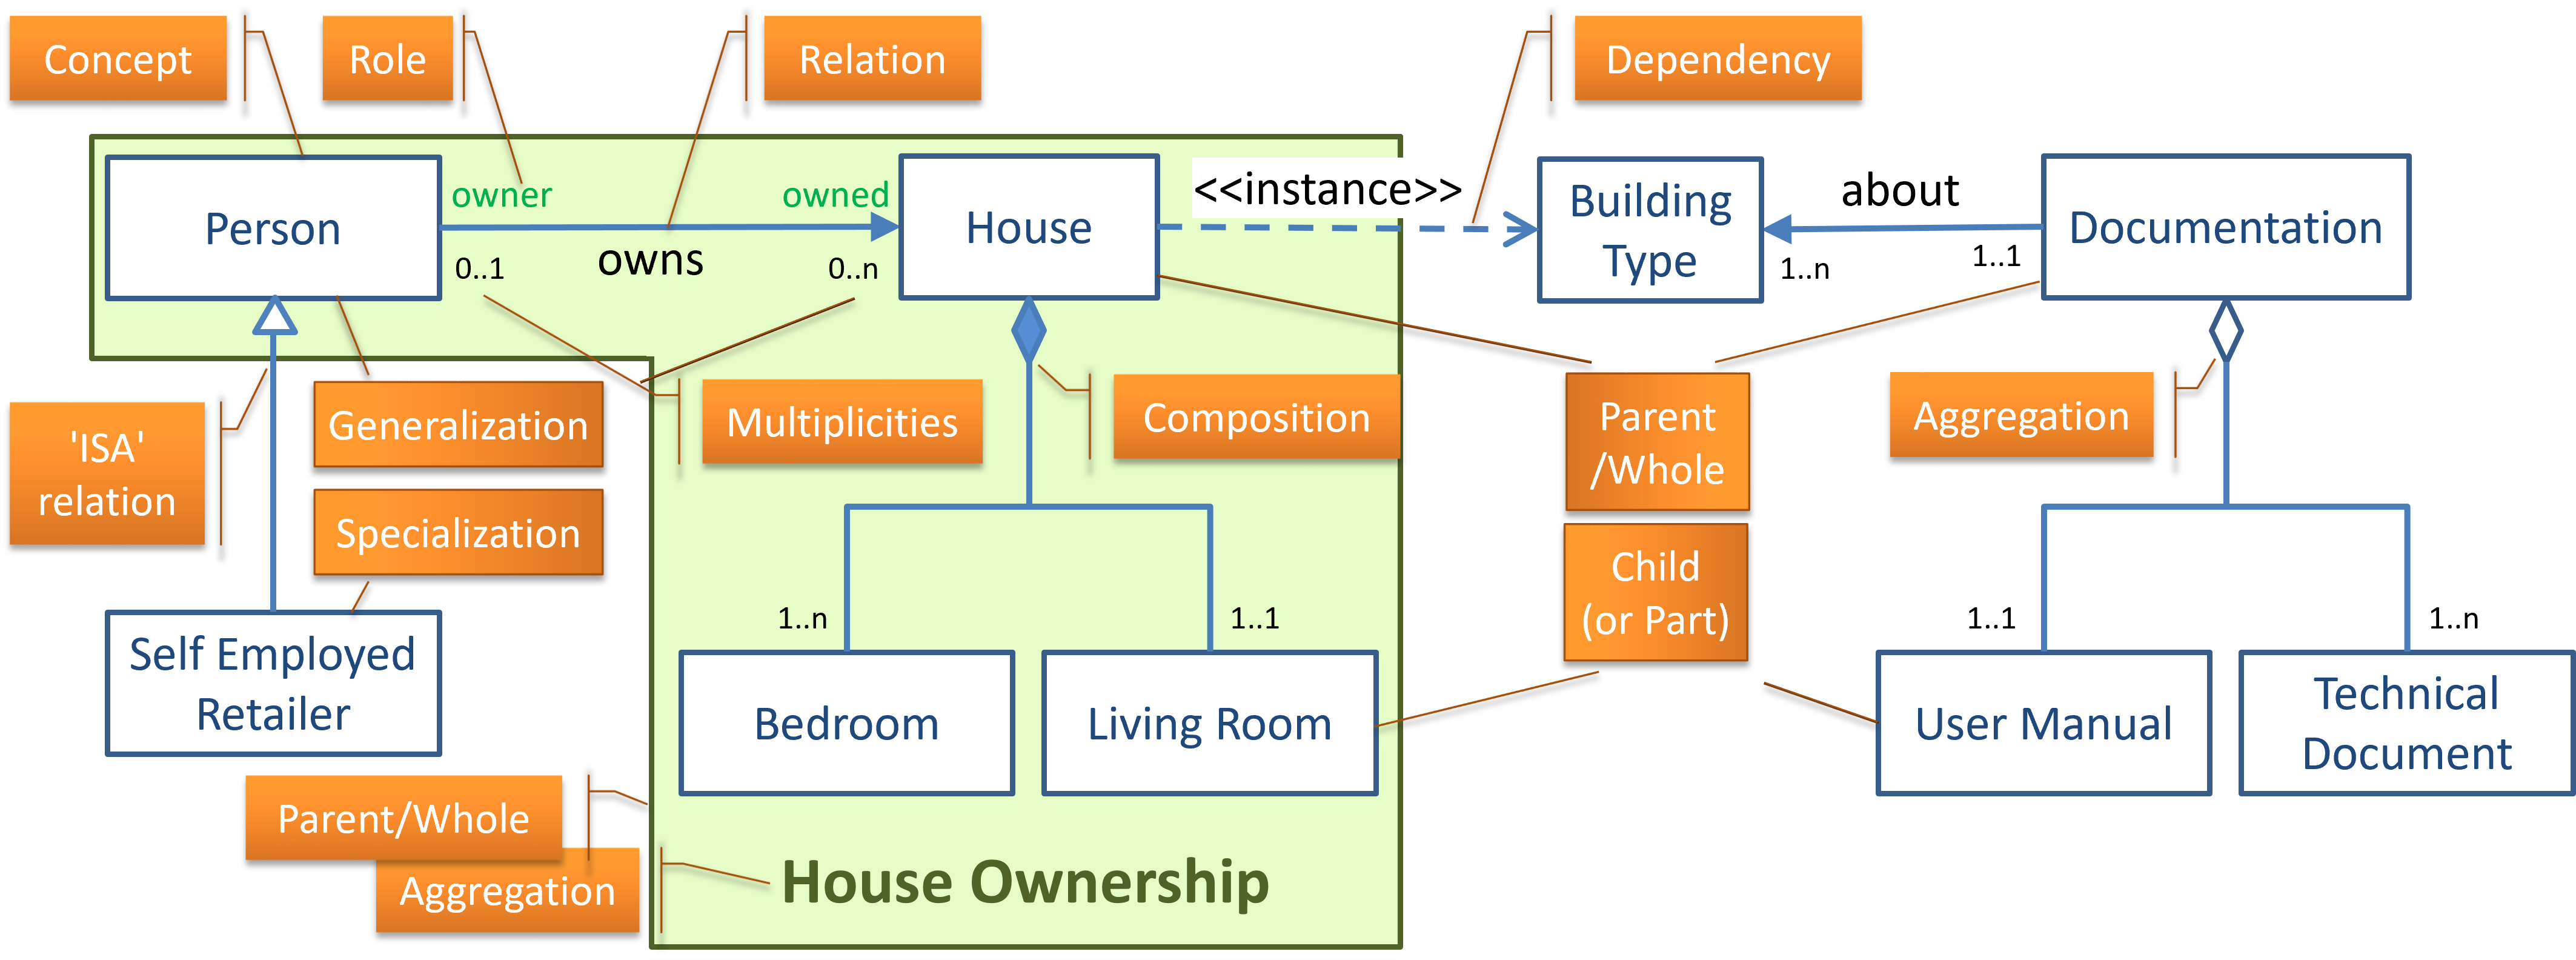 Concept
Role
Relation
Dependency
Person
owner
owned
0..1
owns
0..n
House
<<instance>>
Building
Type
about
1..n
1..1
Documentation
'ISA'
relation
Generalization
Specialization
Multiplicities
Composition
Parent
/Whole
Child
(or Part)
Aggregation
Self Employed
Retailer
1..n
1..1
Bedroom
Living Room
1..1
1..n
User Manual
Technical
Document
Parent/Whole
Aggregation
House Ownership